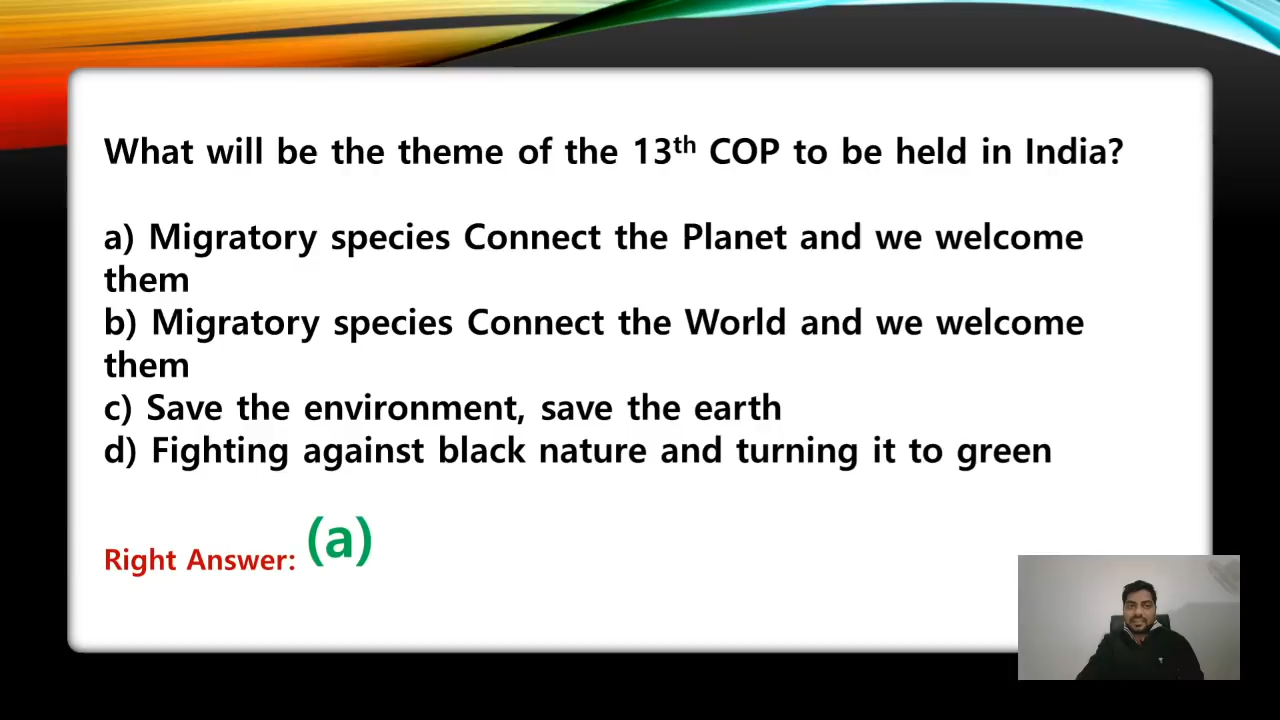 What will be the theme of the 13th COP to be held in India?
a) Migratory species Connect the Planet and we welcome
them
b) Migratory species Connect the World and we welcome
them
c) Save the environment, save the earth
d) Fighting against black nature and turning it to green
Right Answer: (a)